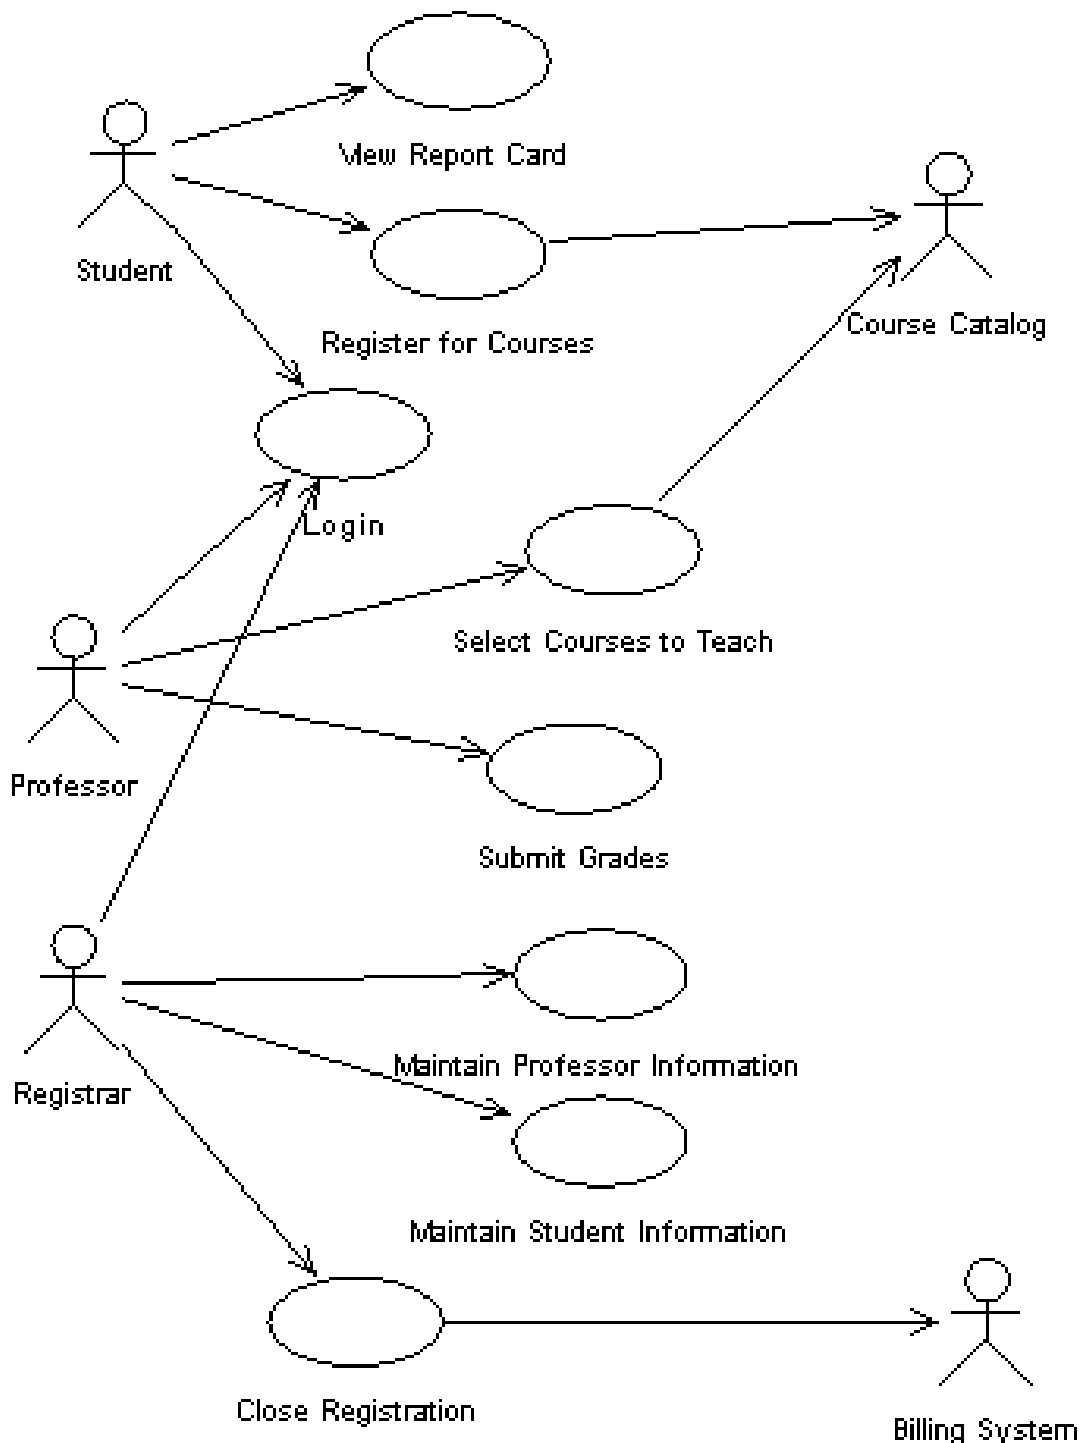 View Report Card
Student
Course Catalog
Register for Courses
Login
Select Courses to Teach
Professor
Submit Grades
Maintain Professor Information
Registrar
Maintain Student Information
Close Registration
Billing System